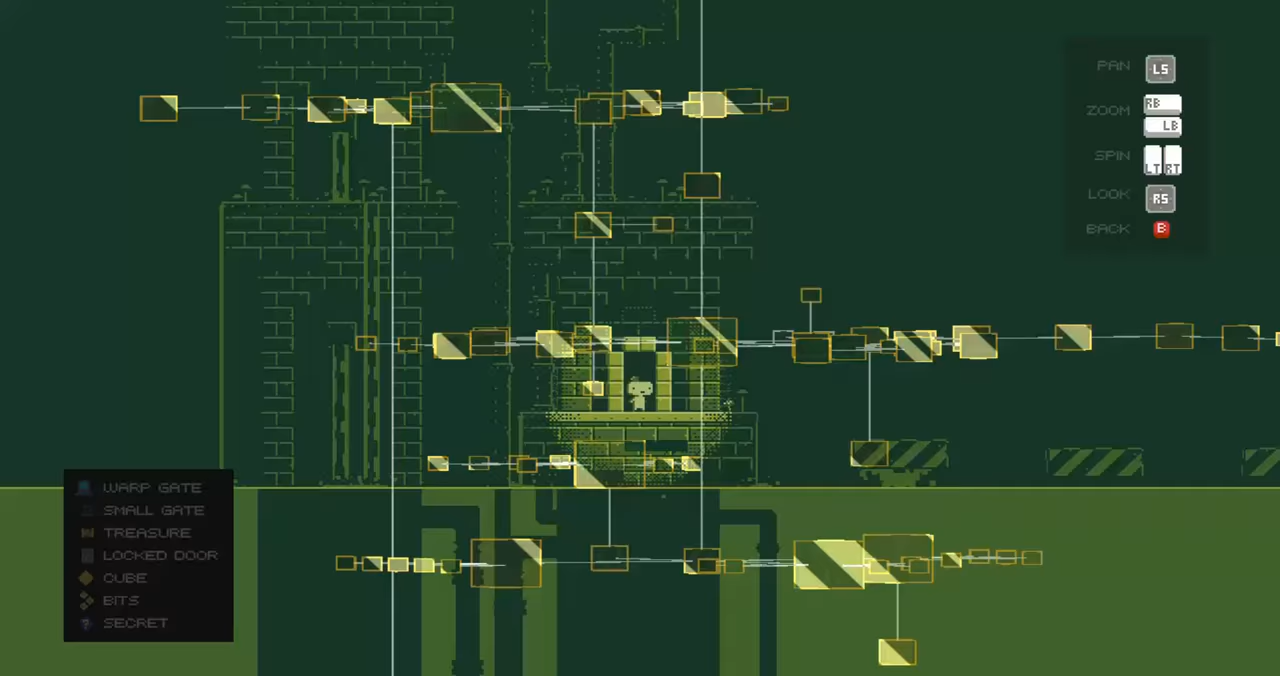 PAN LS
ZOOM RB
LB
SPIN LT RT
LOOK RS
BACK B
WARP GATE
SMALL GATE
TREASURE
LOCKED DOOR
CUBE
BITS
? SECRET